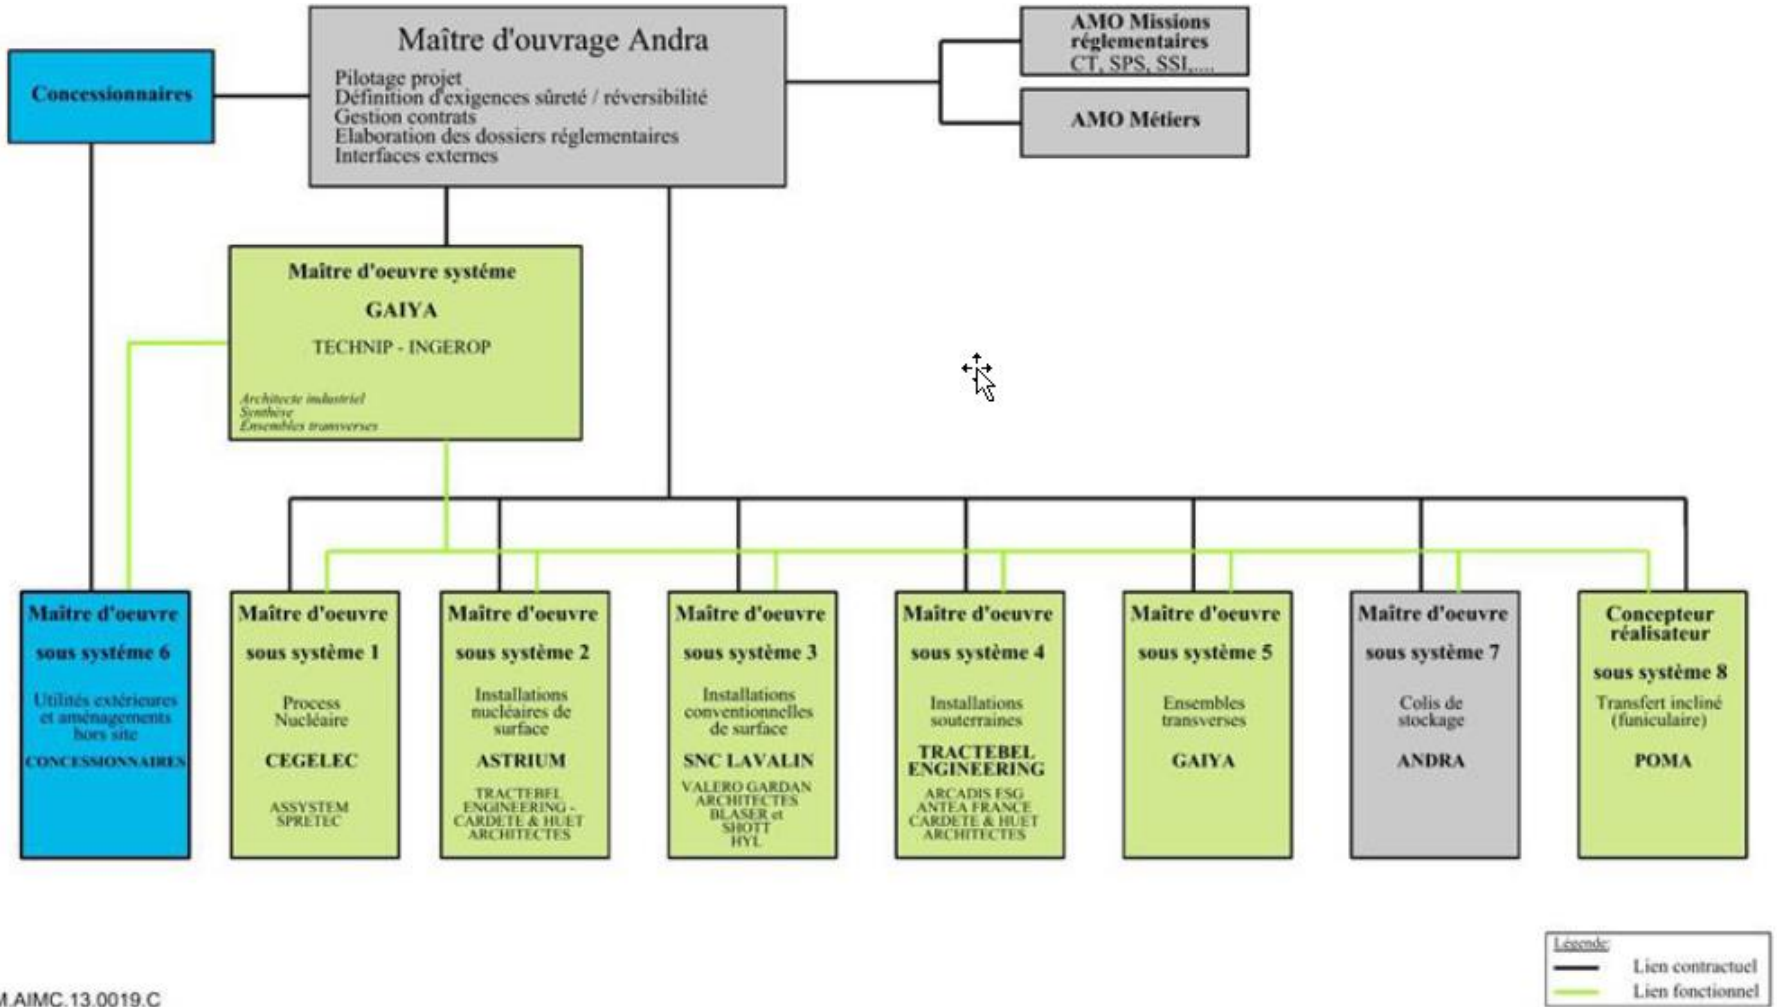 Maître d'ouvrage Andra
Pilotage projet
Définition d'exigences sûreté / réversibilité
Gestion contrats
Elaboration des dossiers réglementaires
Interfaces externes
Concessionnaires
AMO Missions
réglementaires
CT, SPS, SSI,....
AMO Métiers
Maître d'oeuvre systéme
GAIYA
TECHNIP - INGEROP
Architecte industriel
Synthèse
Ensembles transverses
Maître d'oeuvre
sous systéme 6
Utilités extérieures
et aménagements
hors site
CONCESSIONNAIRES
Maître d'oeuvre
sous système 1
Process
Nucléaire
CEGELEC
ASSYSTEM
SPRETEC
Maître d'oeuvre
sous système 2
Installations
nucléaires de
surface
ASTRIUM
TRACTEBEL
ENGINEERING -
CARDETE & HUET
ARCHITECTES
Maître d'oeuvre
sous système 3
Installations
conventionnelles
de surface
SNC LAVALIN
VALERO GARDAN
ARCHITECTES
BLASER et
SHOTT
HYL
Maître d'oeuvre
sous système 4
Installations
souterraines
TRACTEBEL
ENGINEERING
ARCADIS ESG
ANTEA FRANCE
CARDETE & HUET
ARCHITECTES
Maître d'oeuvre
sous système 5
Ensembles
transverses
GAIYA
Maître d'oeuvre
sous système 7
Colis de
stockage
ANDRA
Concepteur
réalisateur
sous système 8
Transfert incliné
(funiculaire)
POMA
Légende:
Lien contractuel
Lien fonctionnel
M.AIMC.13.0019.C